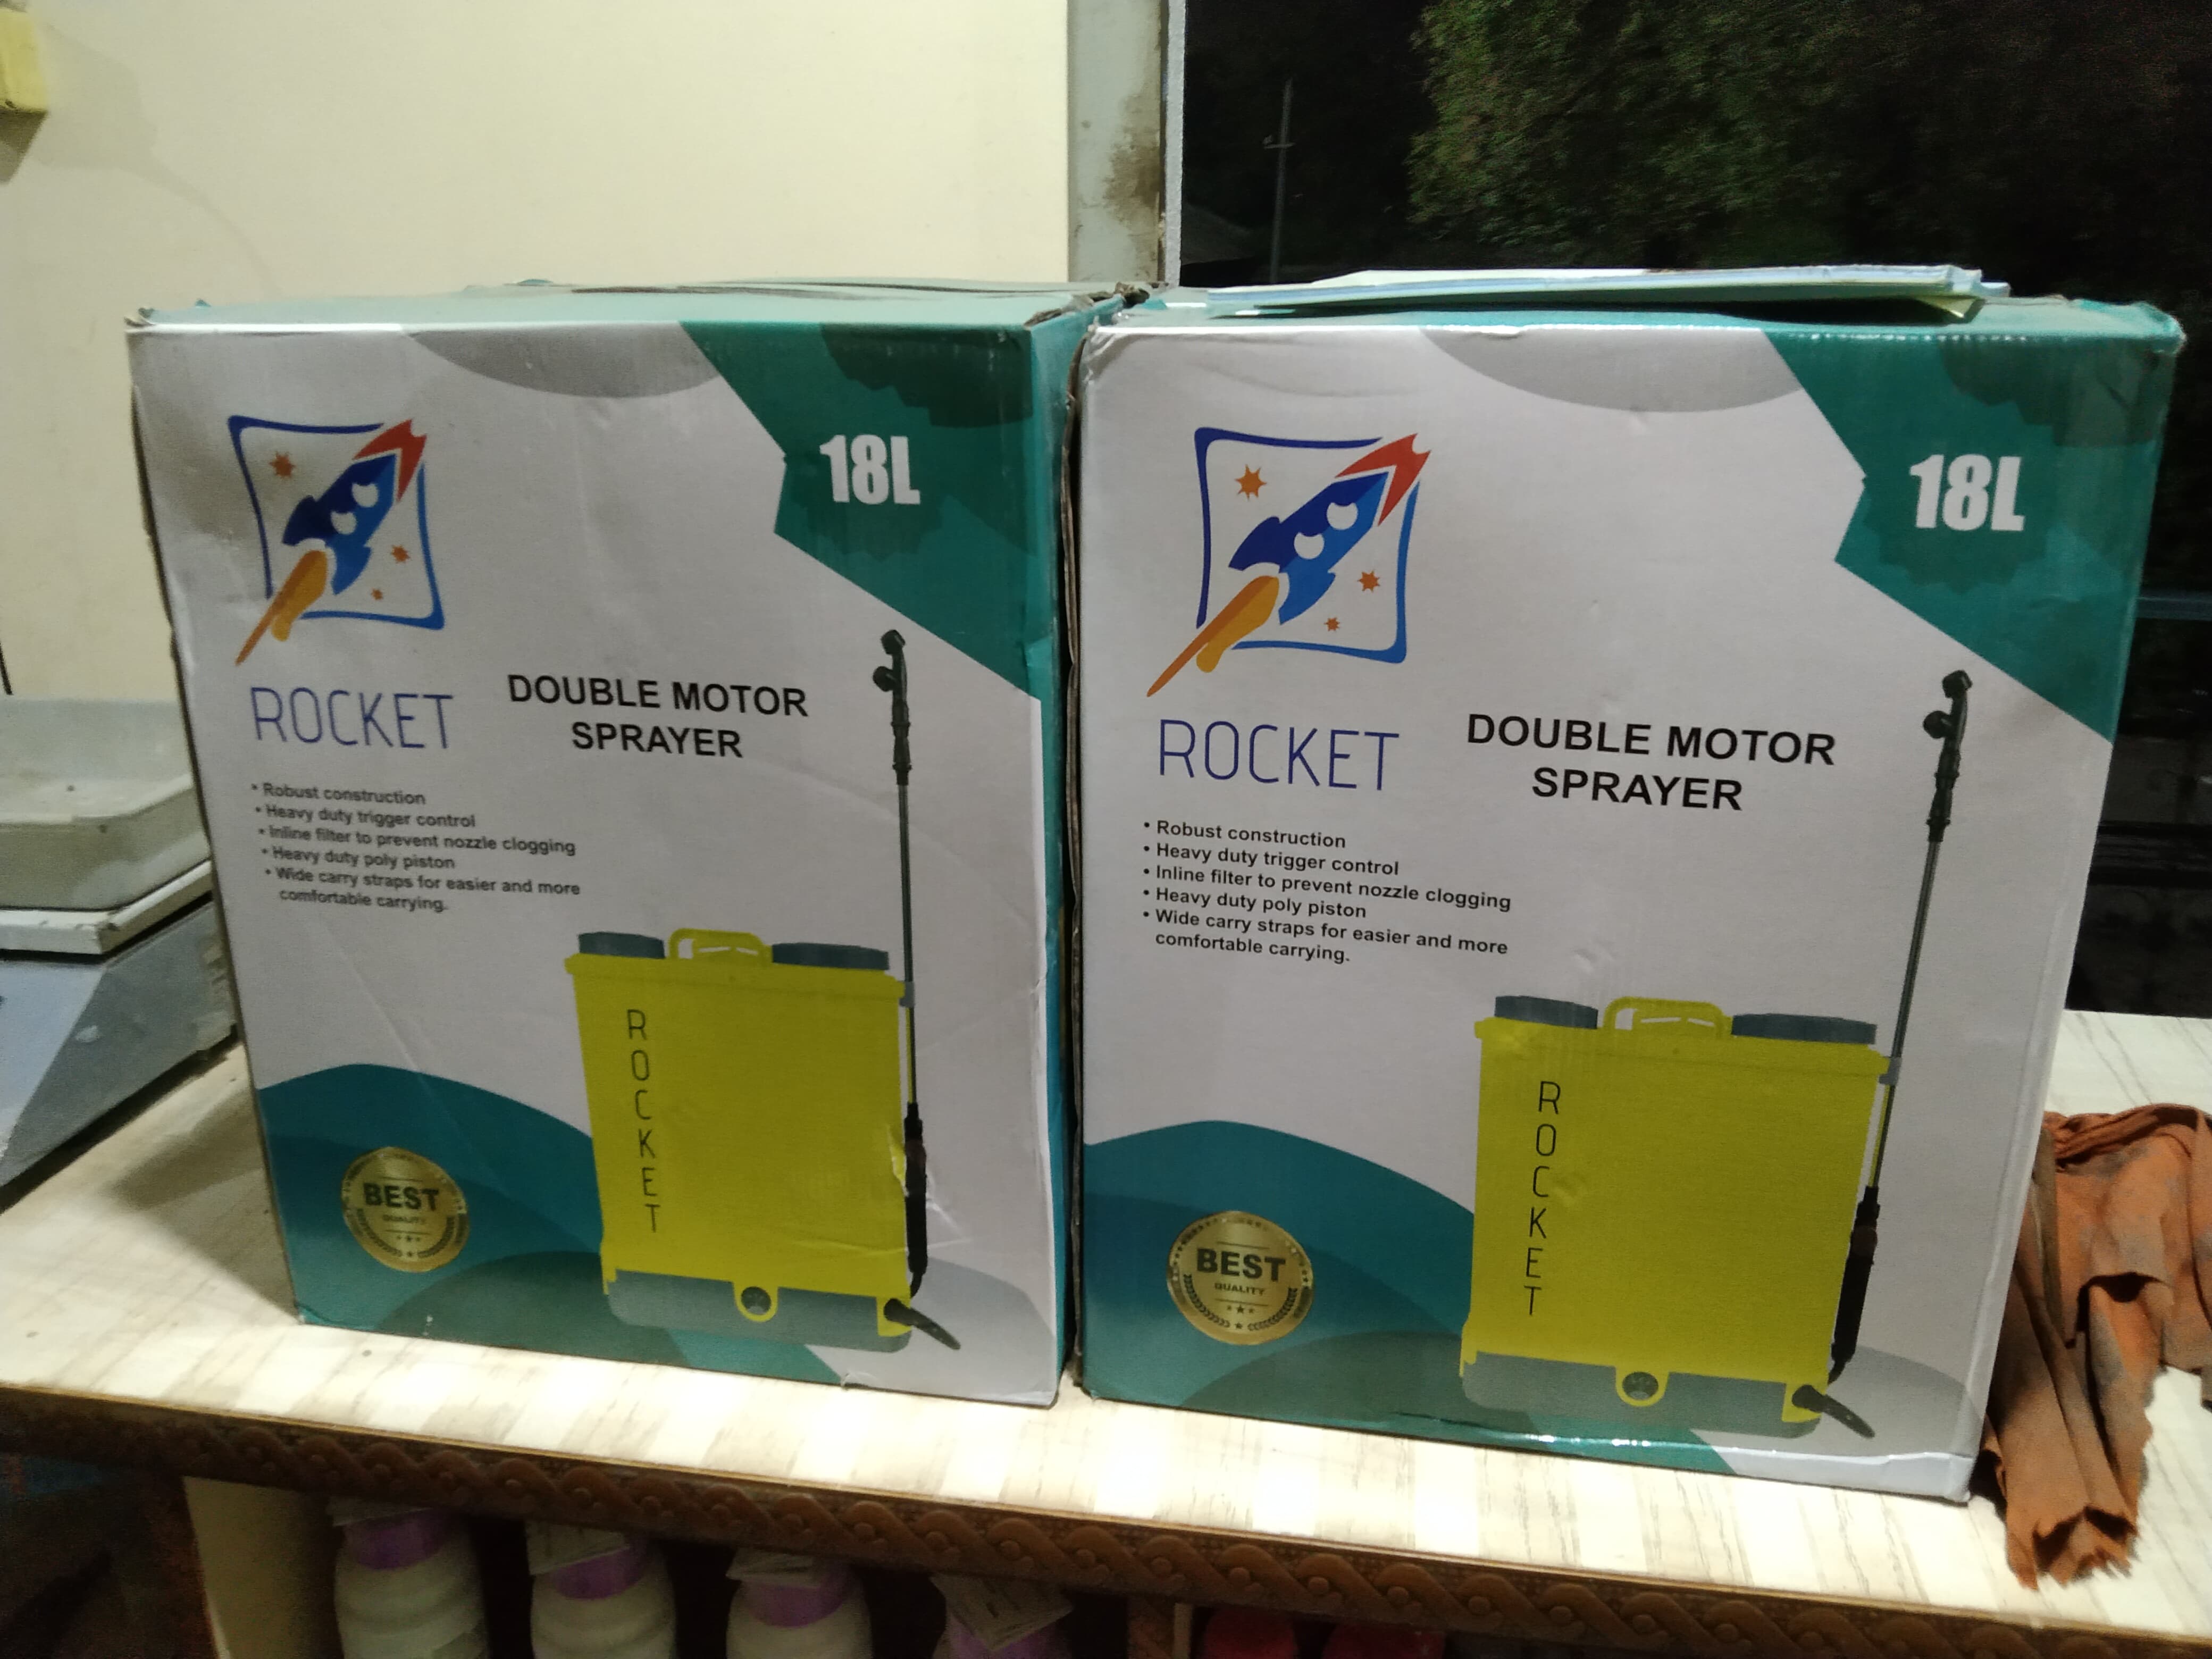 18L
ROCKET
DOUBLE MOTOR
SPRAYER
• Robust construction
• Heavy duty trigger control
• Inline filter to prevent nozzle clogging
• Heavy duty poly piston
• Wide carry straps for easier and more
comfortable carrying.
ROCKET
BEST
QUALITY
18L
ROCKET
DOUBLE MOTOR
SPRAYER
• Robust construction
• Heavy duty trigger control
• Inline filter to prevent nozzle clogging
• Heavy duty poly piston
• Wide carry straps for easier and more
comfortable carrying.
ROCKET
BEST
QUALITY